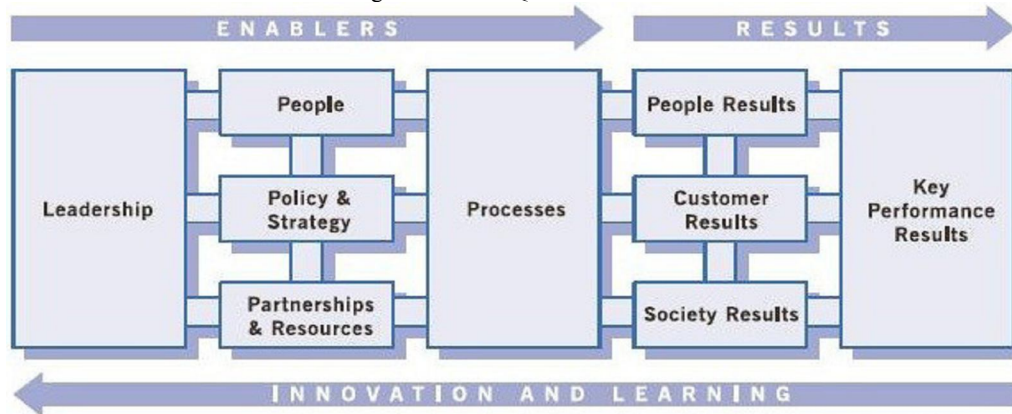 ENABLERS
RESULTS
Leadership
People
Policy &
Strategy
Partnerships
& Resources
Processes
People Results
Customer
Results
Society Results
Key
Performance
Results
INNOVATION AND LEARNING